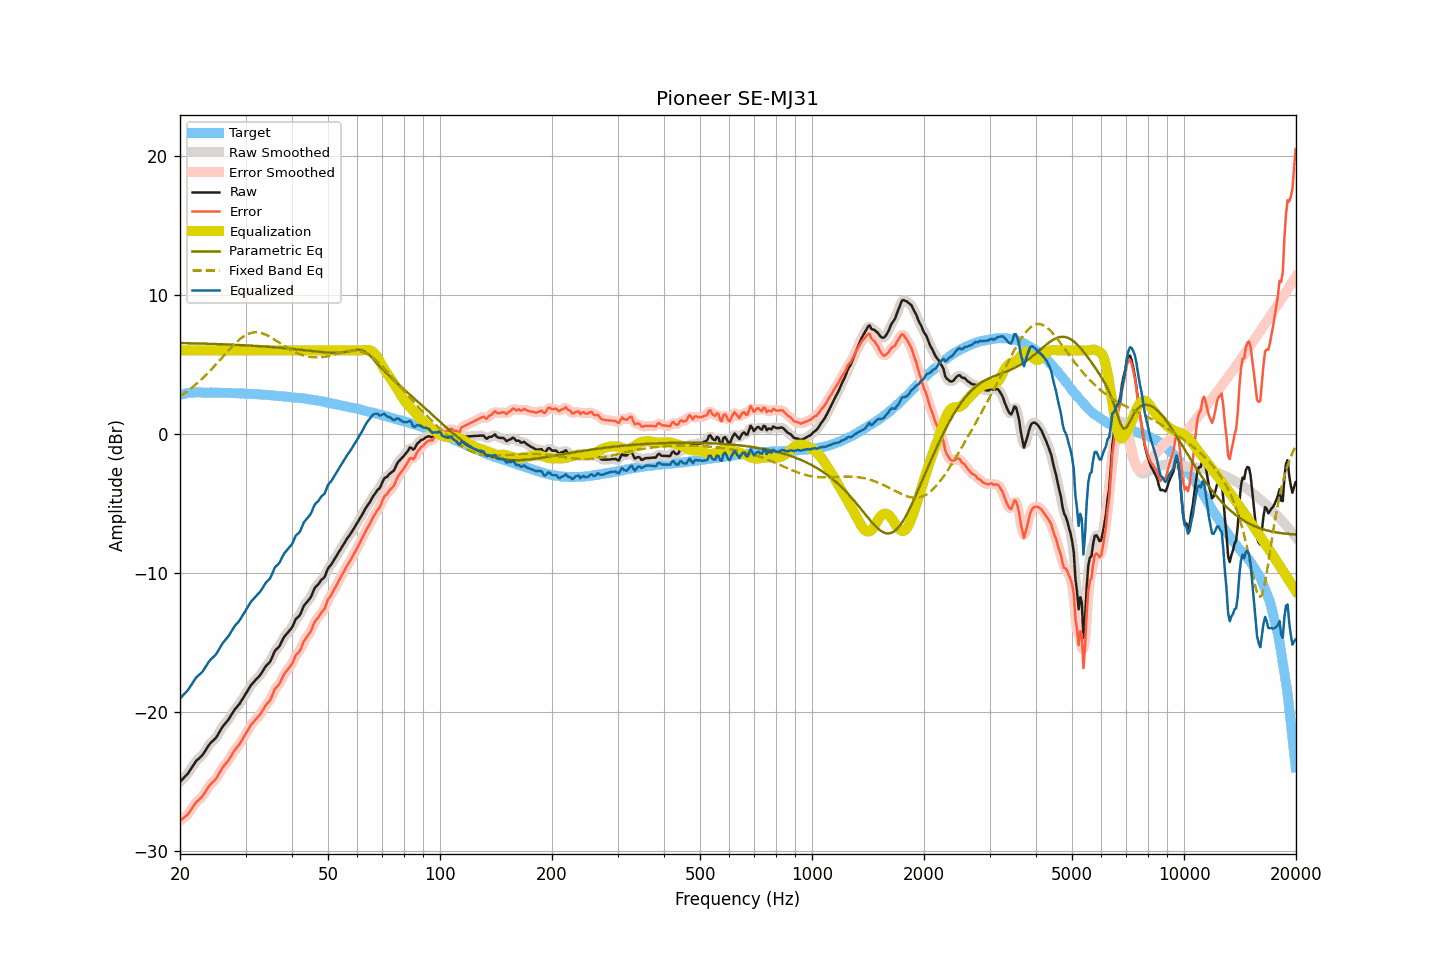 Pioneer SE-MJ31
Target
Raw Smoothed
Error Smoothed
Raw
Error
Equalization
Parametric Eq
Fixed Band Eq
Equalized
20
10
0
−10
−20
−30
Amplitude (dBr)
20 50 100 200 500 1000 2000 5000 10000 20000
Frequency (Hz)